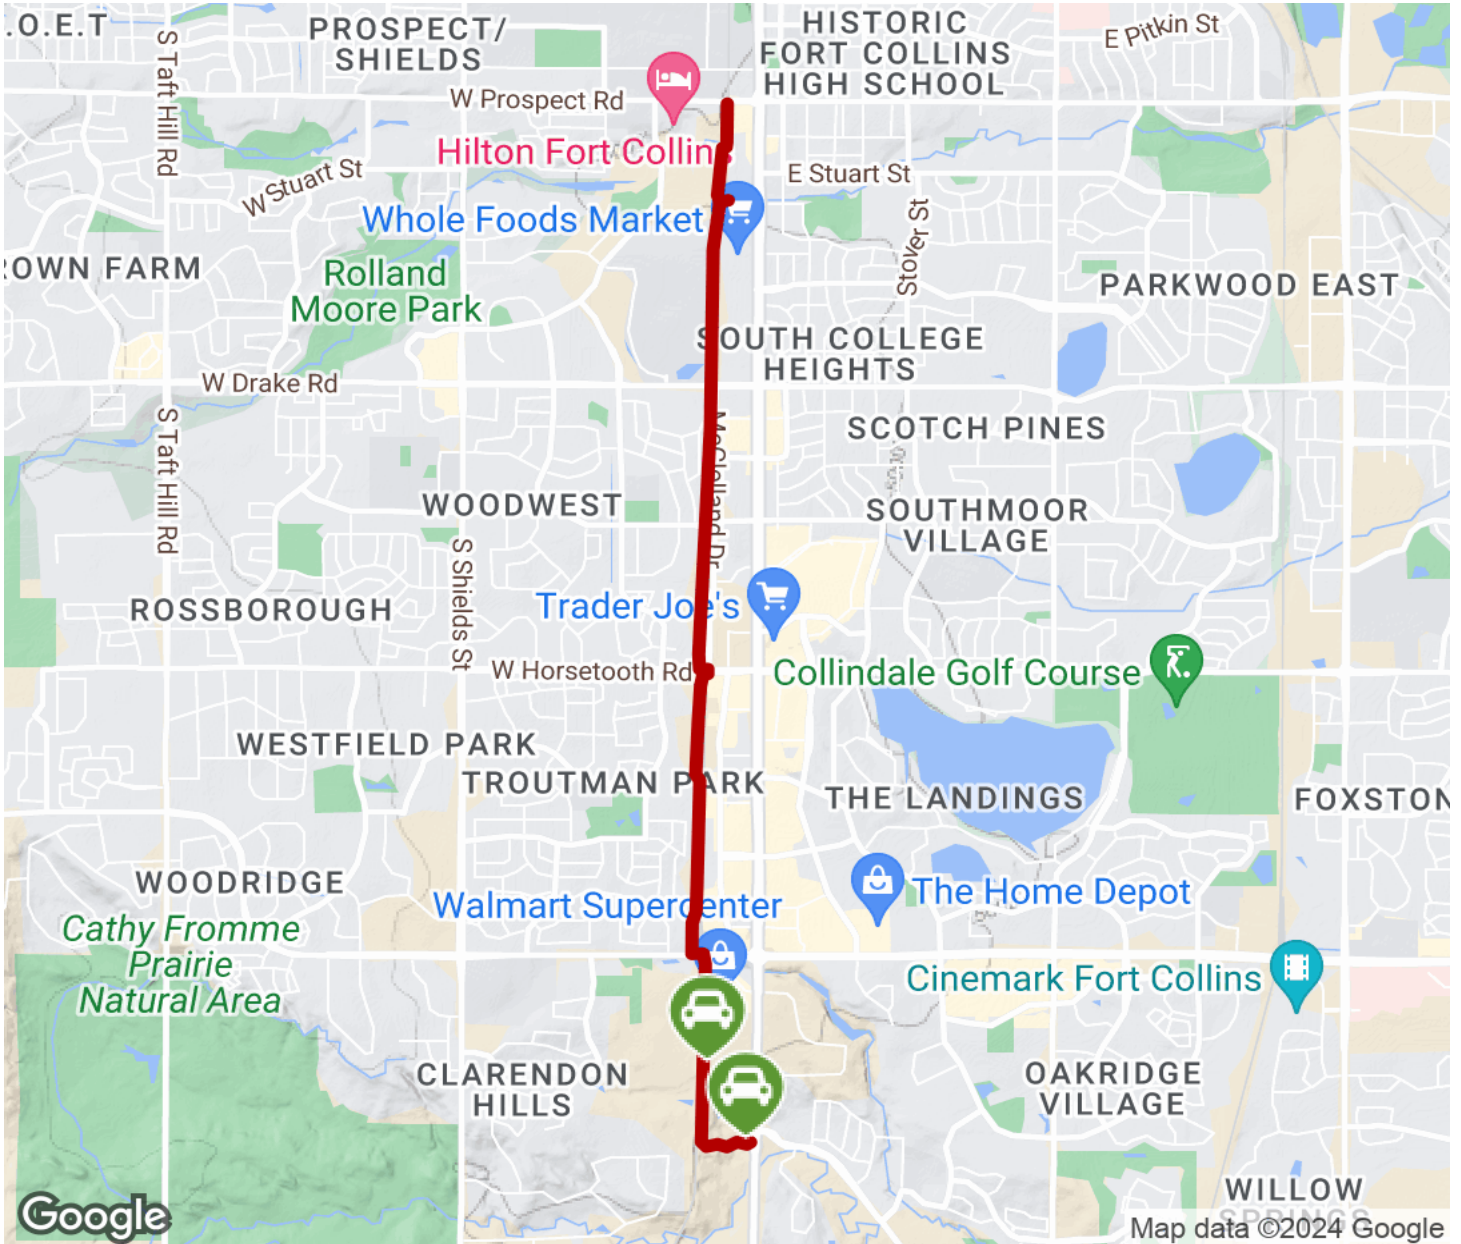 .O.E.T
S Taft Hill Rd
PROSPECT/
SHIELDS
HISTORIC
FORT COLLINS
HIGH SCHOOL
E Pitkin St
W Prospect Rd
Hilton Fort Collins
W Stuart St
E Stuart St
Whole Foods Market
Stover St
ROWN FARM
Rolland
Moore Park
PARKWOOD EAST
SOUTH COLLEGE
HEIGHTS
W Drake Rd
S Taft Hill Rd
McClelland Dr
SCOTCH PINES
WOODWEST
SOUTHMOOR
VILLAGE
S Shields St
ROSSBOROUGH
Trader Joe's
W Horsetooth Rd
Collindale Golf Course
WESTFIELD PARK
TROUTMAN PARK
THE LANDINGS
FOXSTON
WOODRIDGE
Walmart Supercenter
The Home Depot
Cathy Fromme
Prairie
Natural Area
Cinemark Fort Collins
CLARENDON
HILLS
OAKRIDGE
VILLAGE
WILLOW
SPRINGS
Google
Map data ©2024 Google